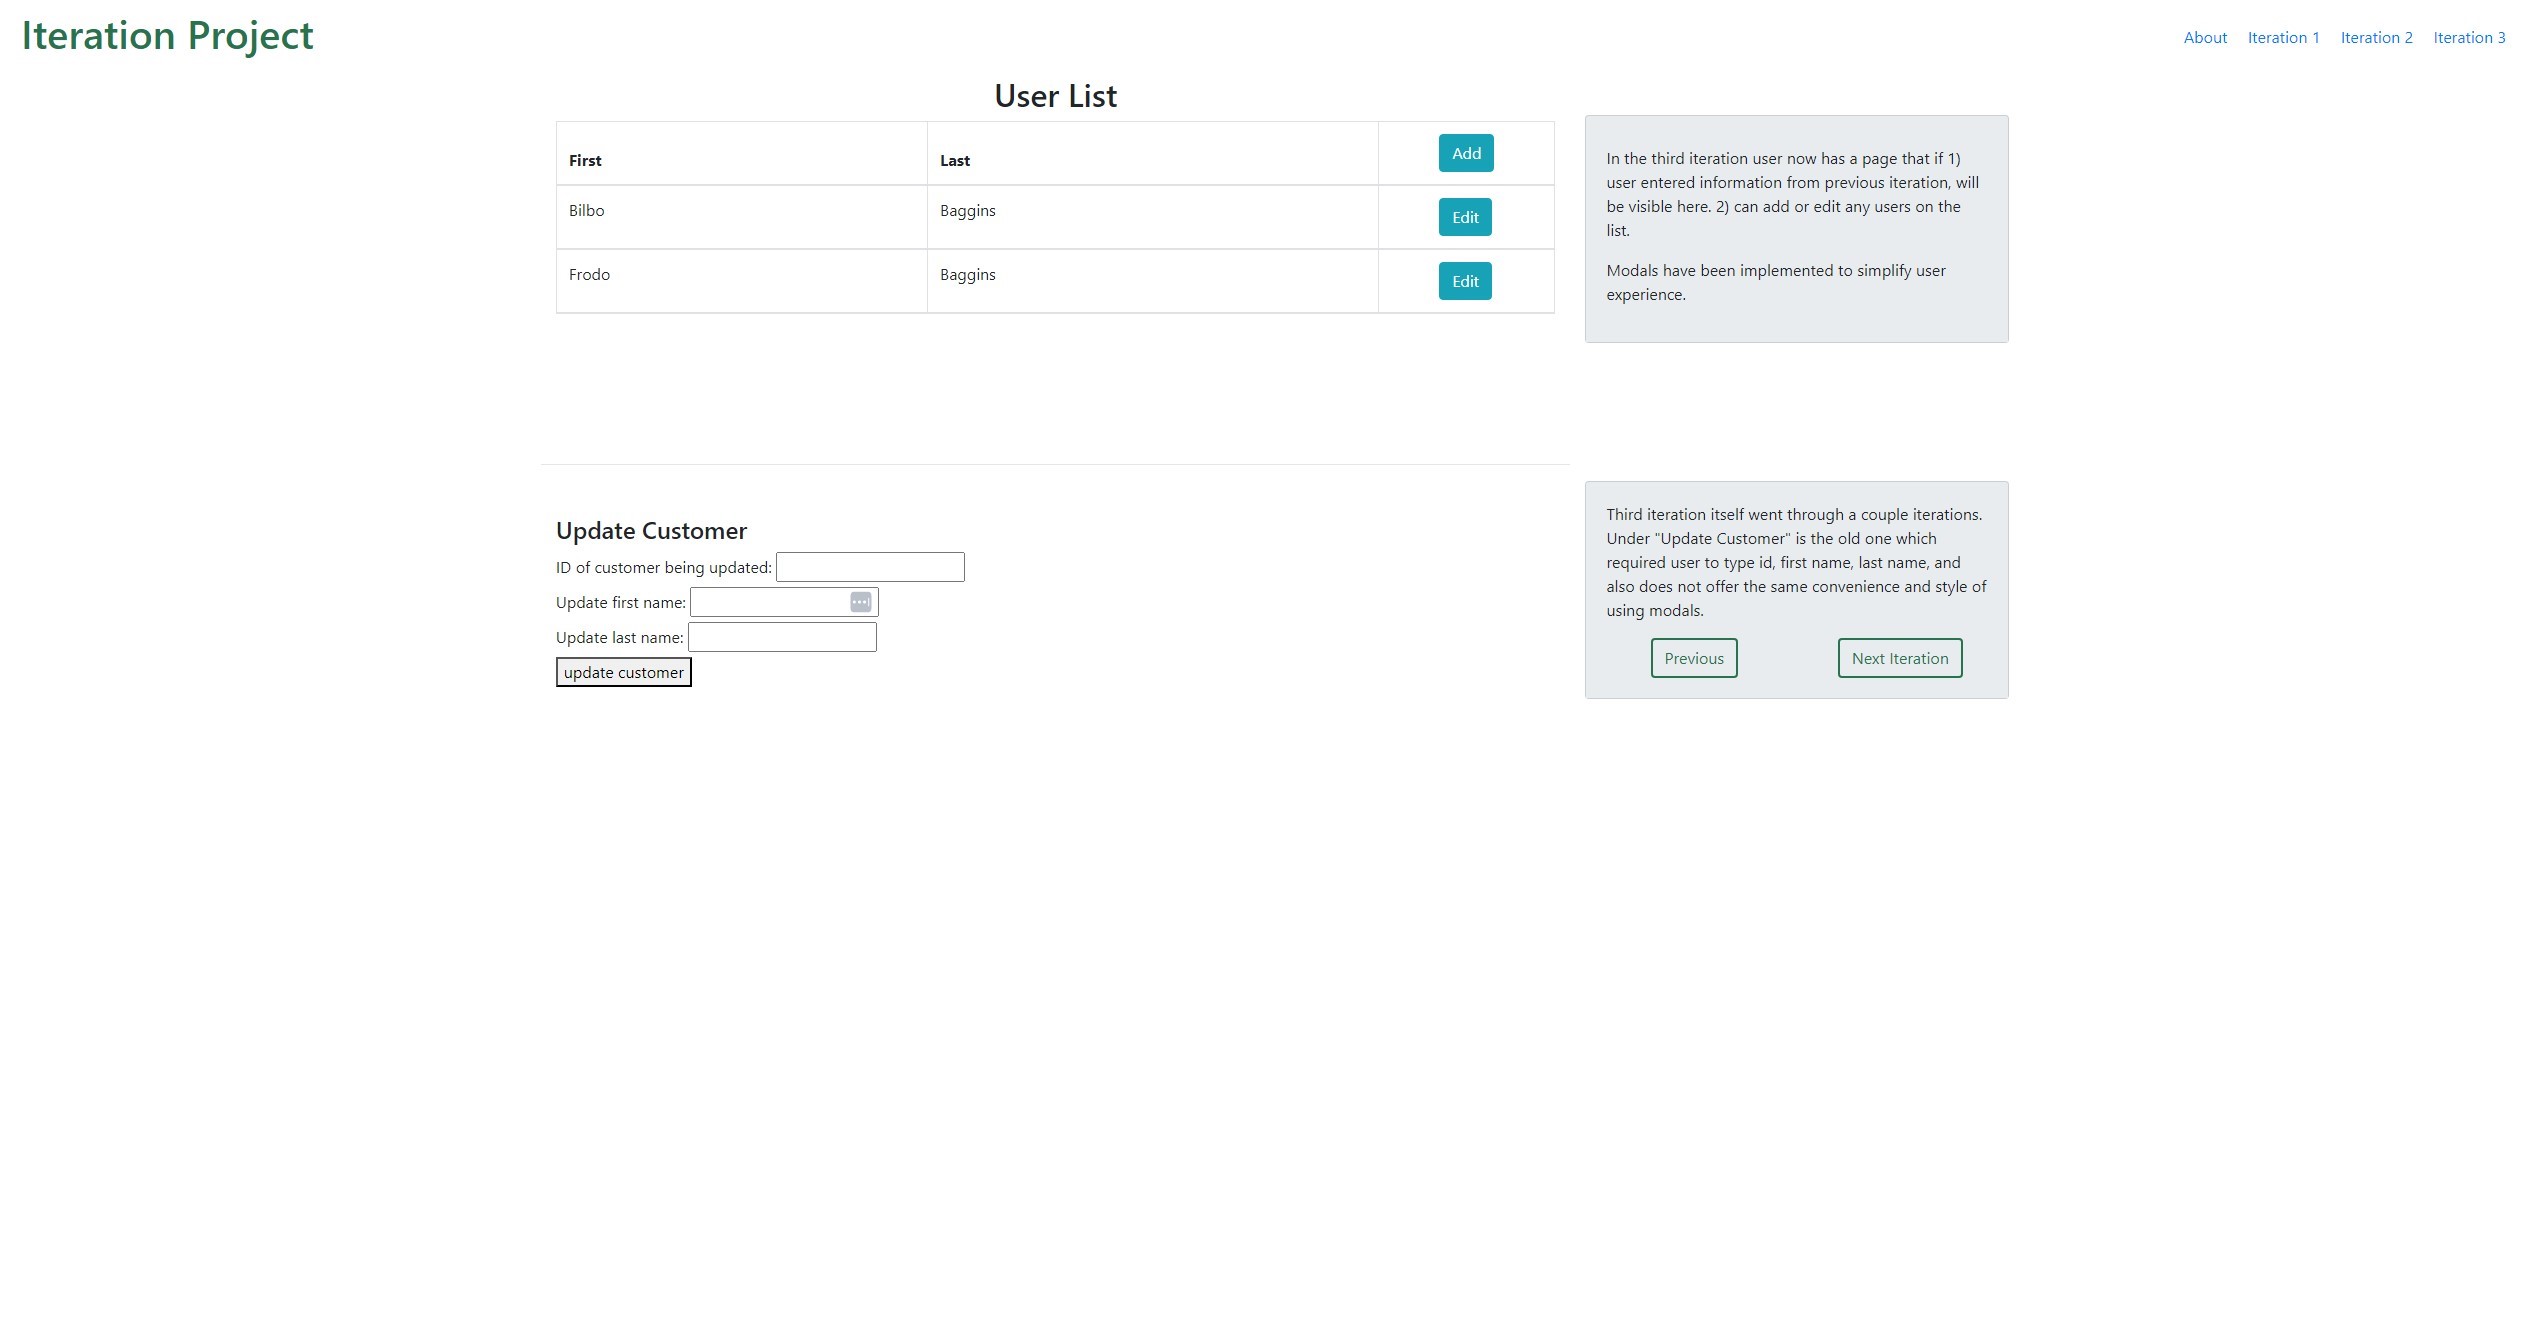 Iteration Project
About Iteration 1 Iteration 2 Iteration 3
User List
First Last Add
Bilbo Baggins Edit
Frodo Baggins Edit
In the third iteration user now has a page that if 1)
user entered information from previous iteration, will
be visible here. 2) can add or edit any users on the
list.
Modals have been implemented to simplify user
experience.
Update Customer
ID of customer being updated:
Update first name:
Update last name:
update customer
Third iteration itself went through a couple iterations.
Under "Update Customer" is the old one which
required user to type id, first name, last name, and
also does not offer the same convenience and style of
using modals.
Previous Next Iteration